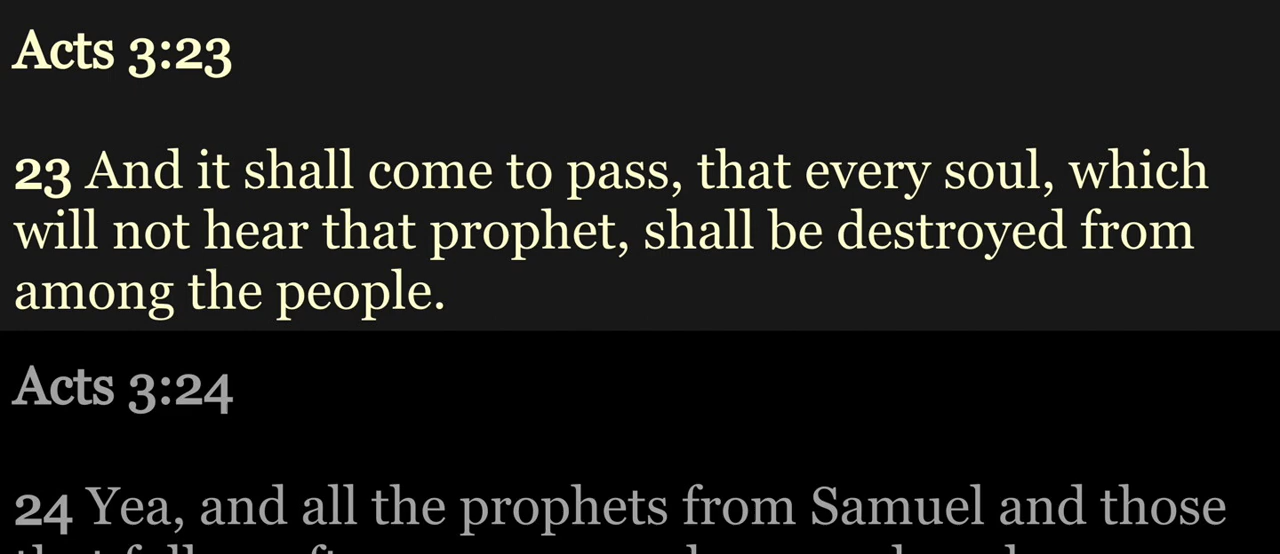 Acts 3:23
23 And it shall come to pass, that every soul, which
will not hear that prophet, shall be destroyed from
among the people.
Acts 3:24
24 Yea, and all the prophets from Samuel and those